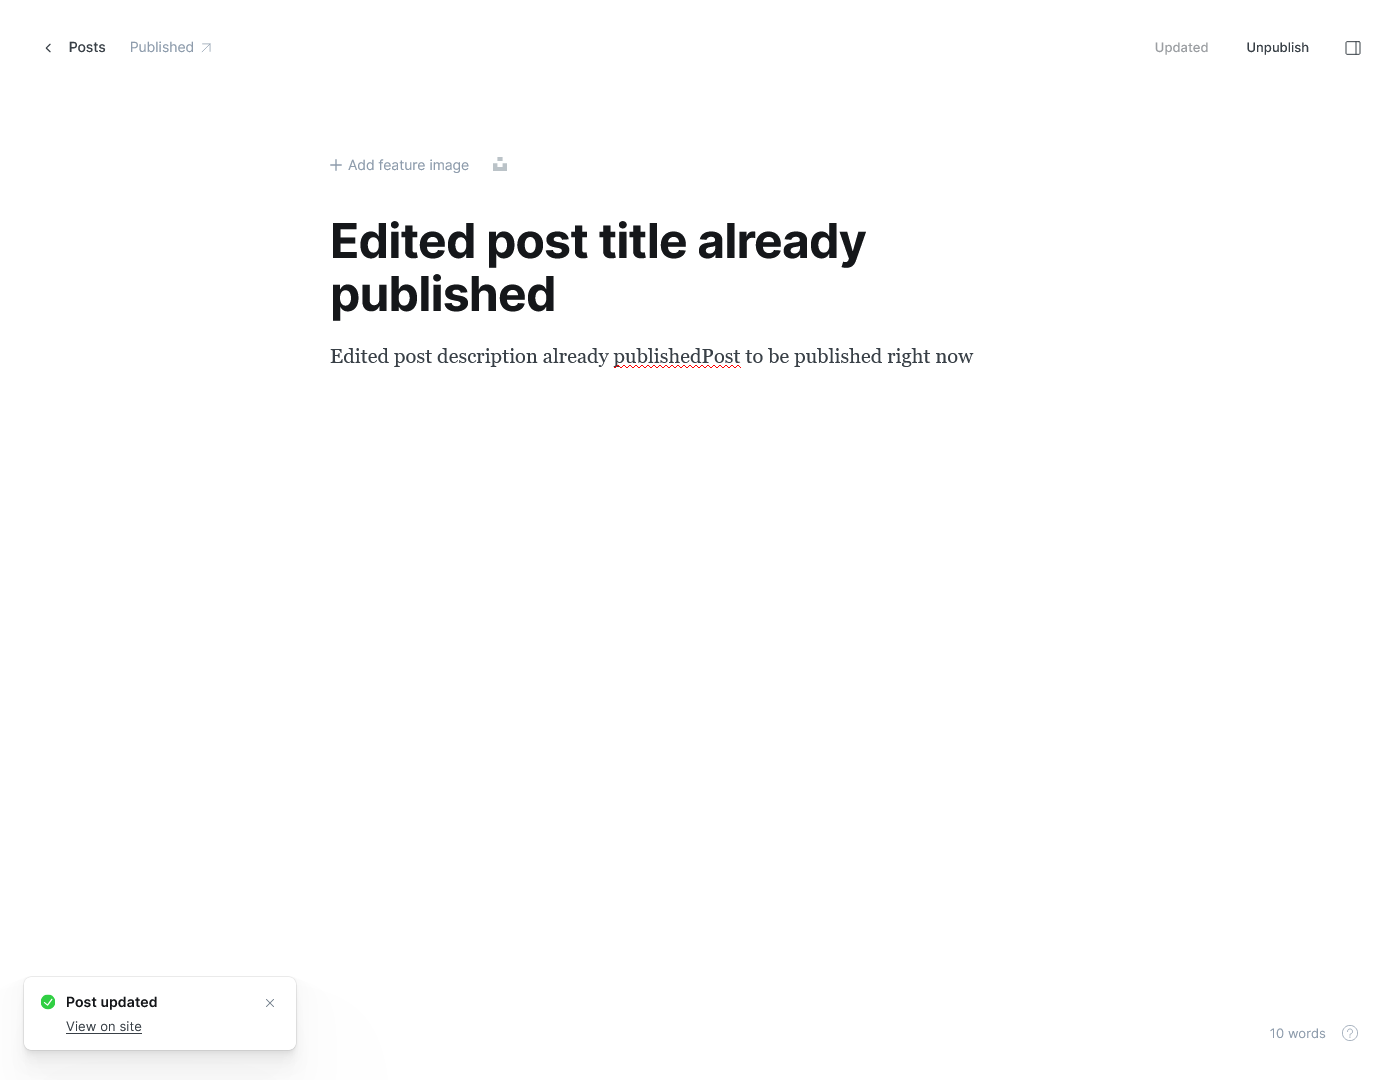 Posts Published
Updated Unpublish
Add feature image
Edited post title already
published
Edited post description already publishedPost to be published right now
Post updated
View on site
10 words